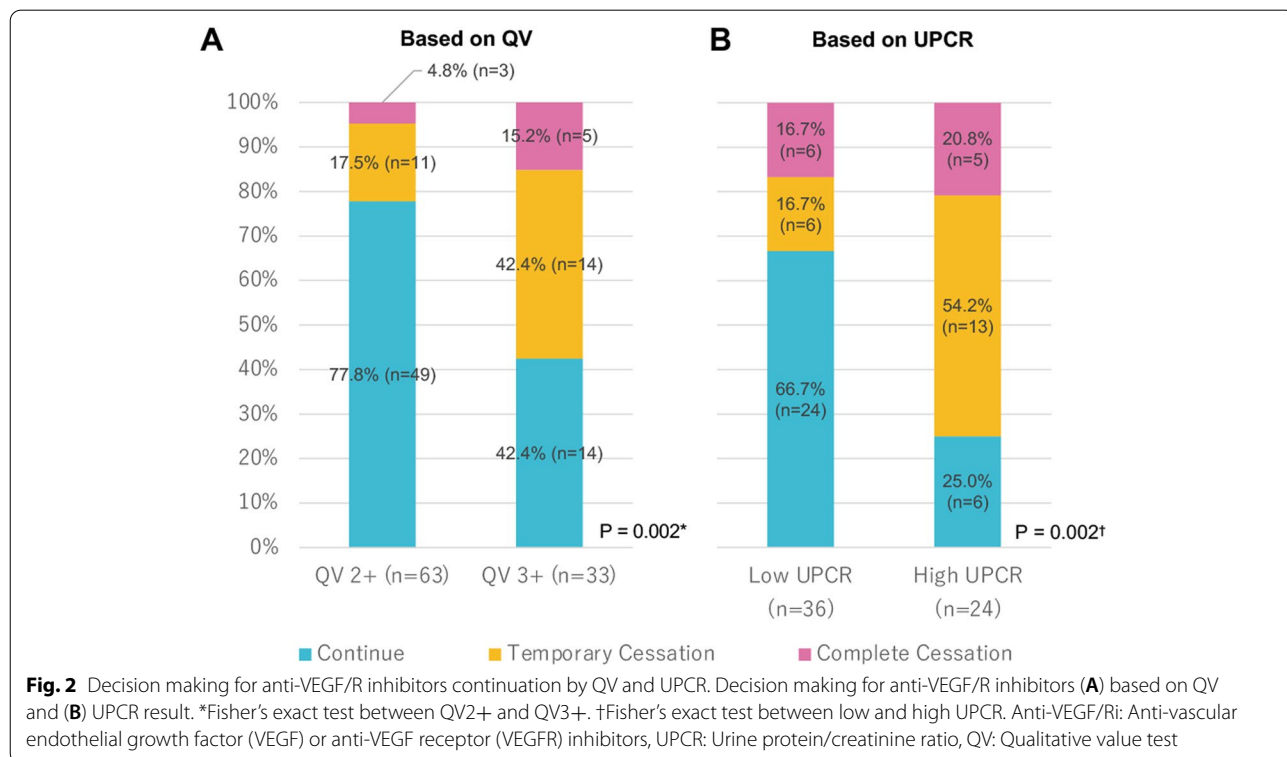 A
Based on QV
4.8% (n=3)
100%
90%
80%
70%
60%
50%
40%
30%
20%
10%
0%
17.5% (n=11)
77.8% (n=49)
15.2% (n=5)
42.4% (n=14)
42.4% (n=14)
P = 0.002*
QV 2+ (n=63)
QV 3+ (n=33)
B
Based on UPCR
16.7%
(n=6)
16.7%
(n=6)
66.7%
(n=24)
20.8%
(n=5)
54.2%
(n=13)
25.0%
(n=6)
P = 0.002†
Low UPCR
(n=36)
High UPCR
(n=24)
Continue
Temporary Cessation
Complete Cessation
Fig. 2 Decision making for anti-VEGF/R inhibitors continuation by QV and UPCR. Decision making for anti-VEGF/R inhibitors (A) based on QV
and (B) UPCR result. *Fisher's exact test between QV2+ and QV3+. †Fisher's exact test between low and high UPCR. Anti-VEGF/Ri: Anti-vascular
endothelial growth factor (VEGF) or anti-VEGF receptor (VEGFR) inhibitors, UPCR: Urine protein/creatinine ratio, QV: Qualitative value test